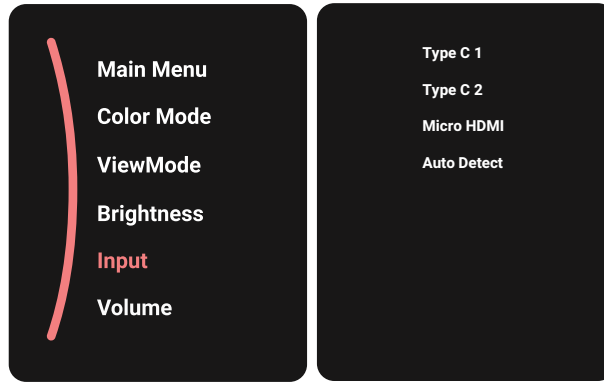 Main Menu
Color Mode
ViewMode
Brightness
Input
Volume
Type C 1
Type C 2
Micro HDMI
Auto Detect